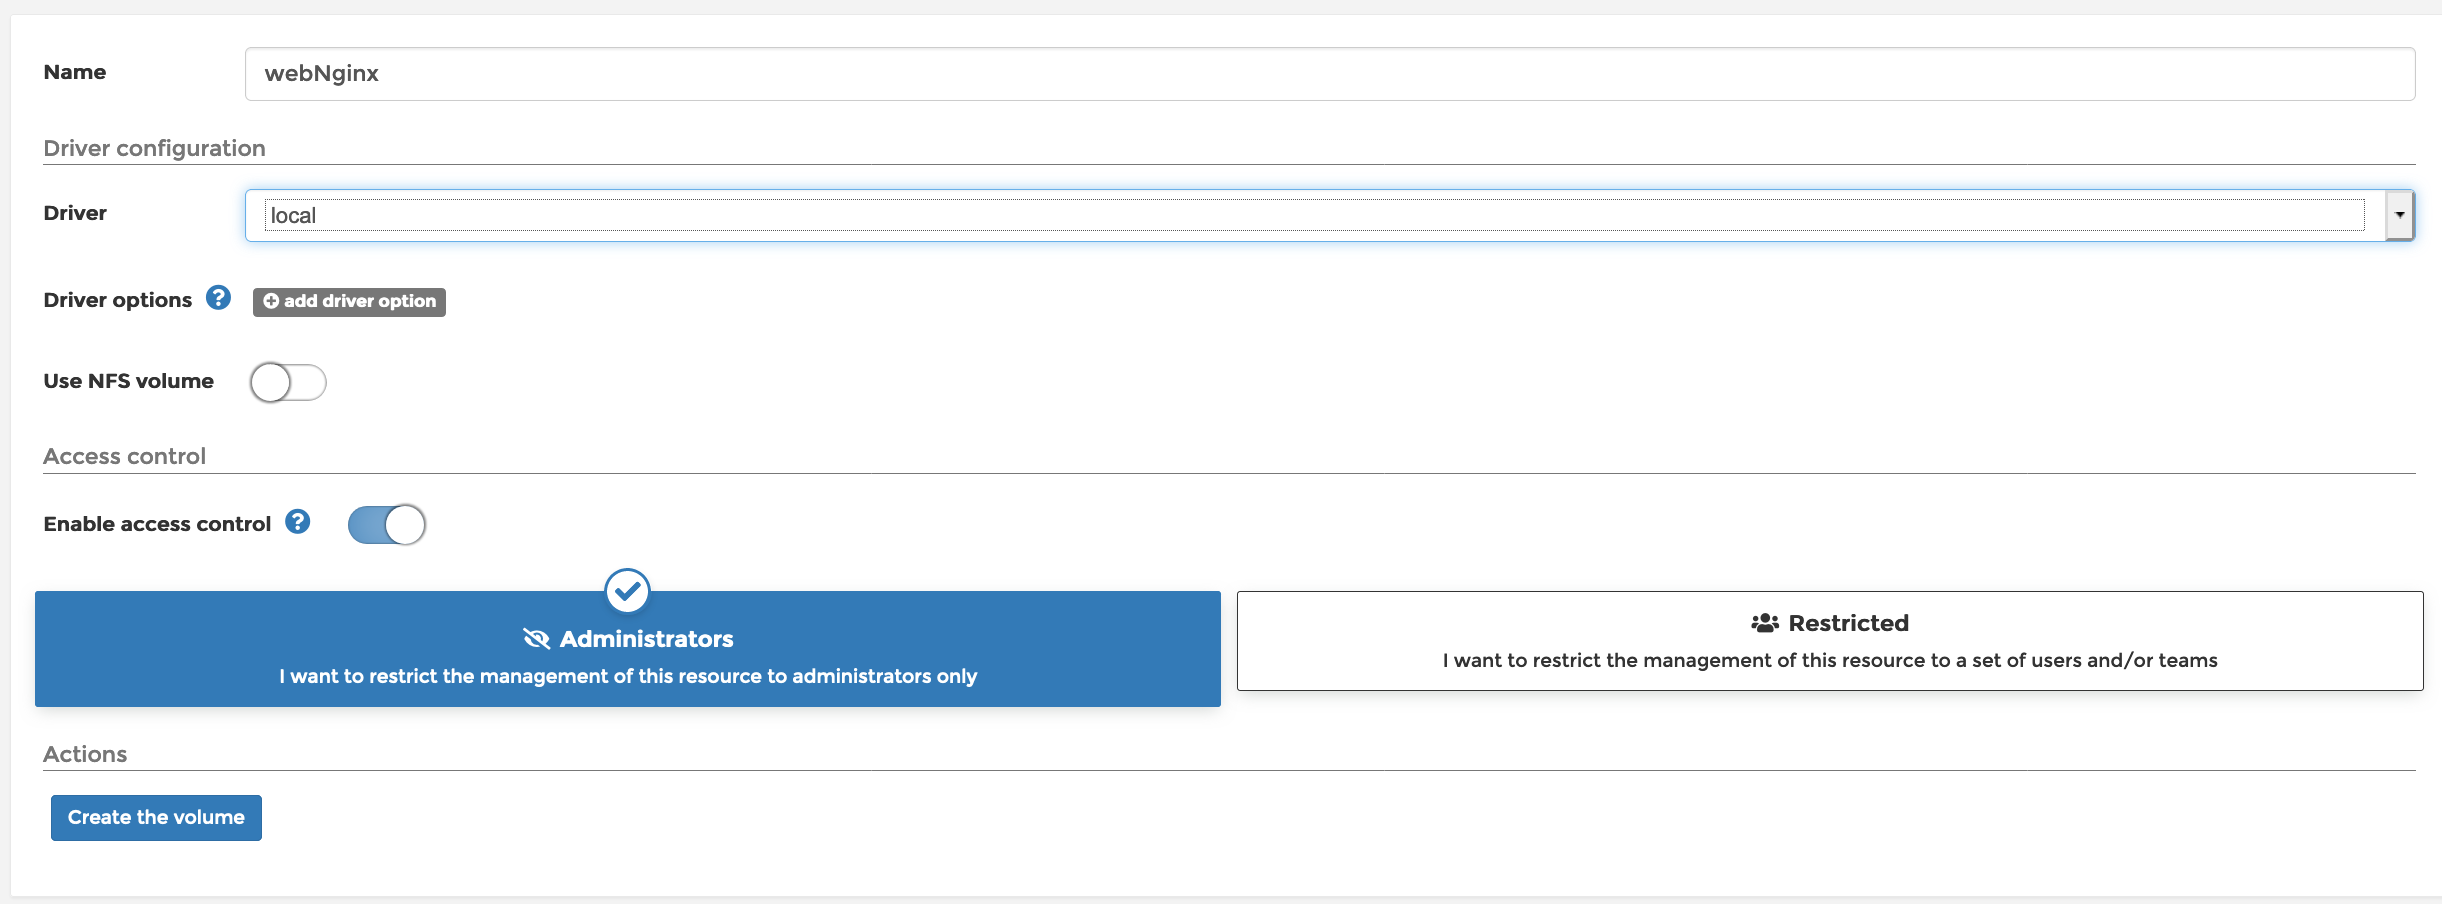 Name
webNginx
Driver configuration
Driver
local
Driver options
add driver option
Use NFS volume
Access control
Enable access control
Administrators
I want to restrict the management of this resource to administrators only
Restricted
I want to restrict the management of this resource to a set of users and/or teams
Actions
Create the volume